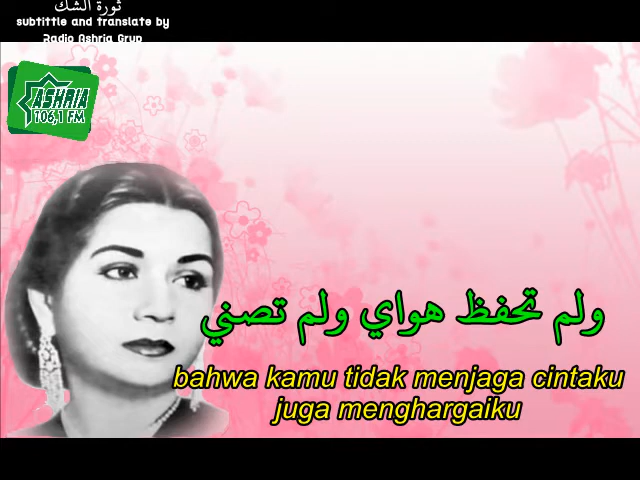 ثورة الشك
subtittle and translate by
Radio Ashria Grup
ASHRIA
106,1 FM
ولم تحفظ هواي ولم تصني
bahwa kamu tidak menjaga cintaku
juga menghargaiku